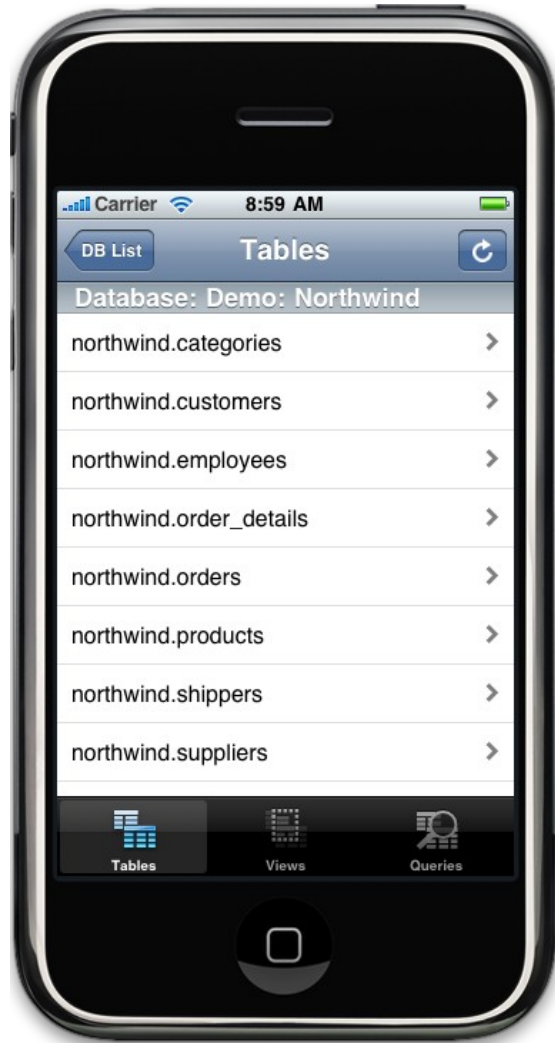 Carrier 8:59 AM
DB List Tables
Database: Demo: Northwind
northwind.categories
northwind.customers
northwind.employees
northwind.order_details
northwind.orders
northwind.products
northwind.shippers
northwind.suppliers
Tables Views Queries